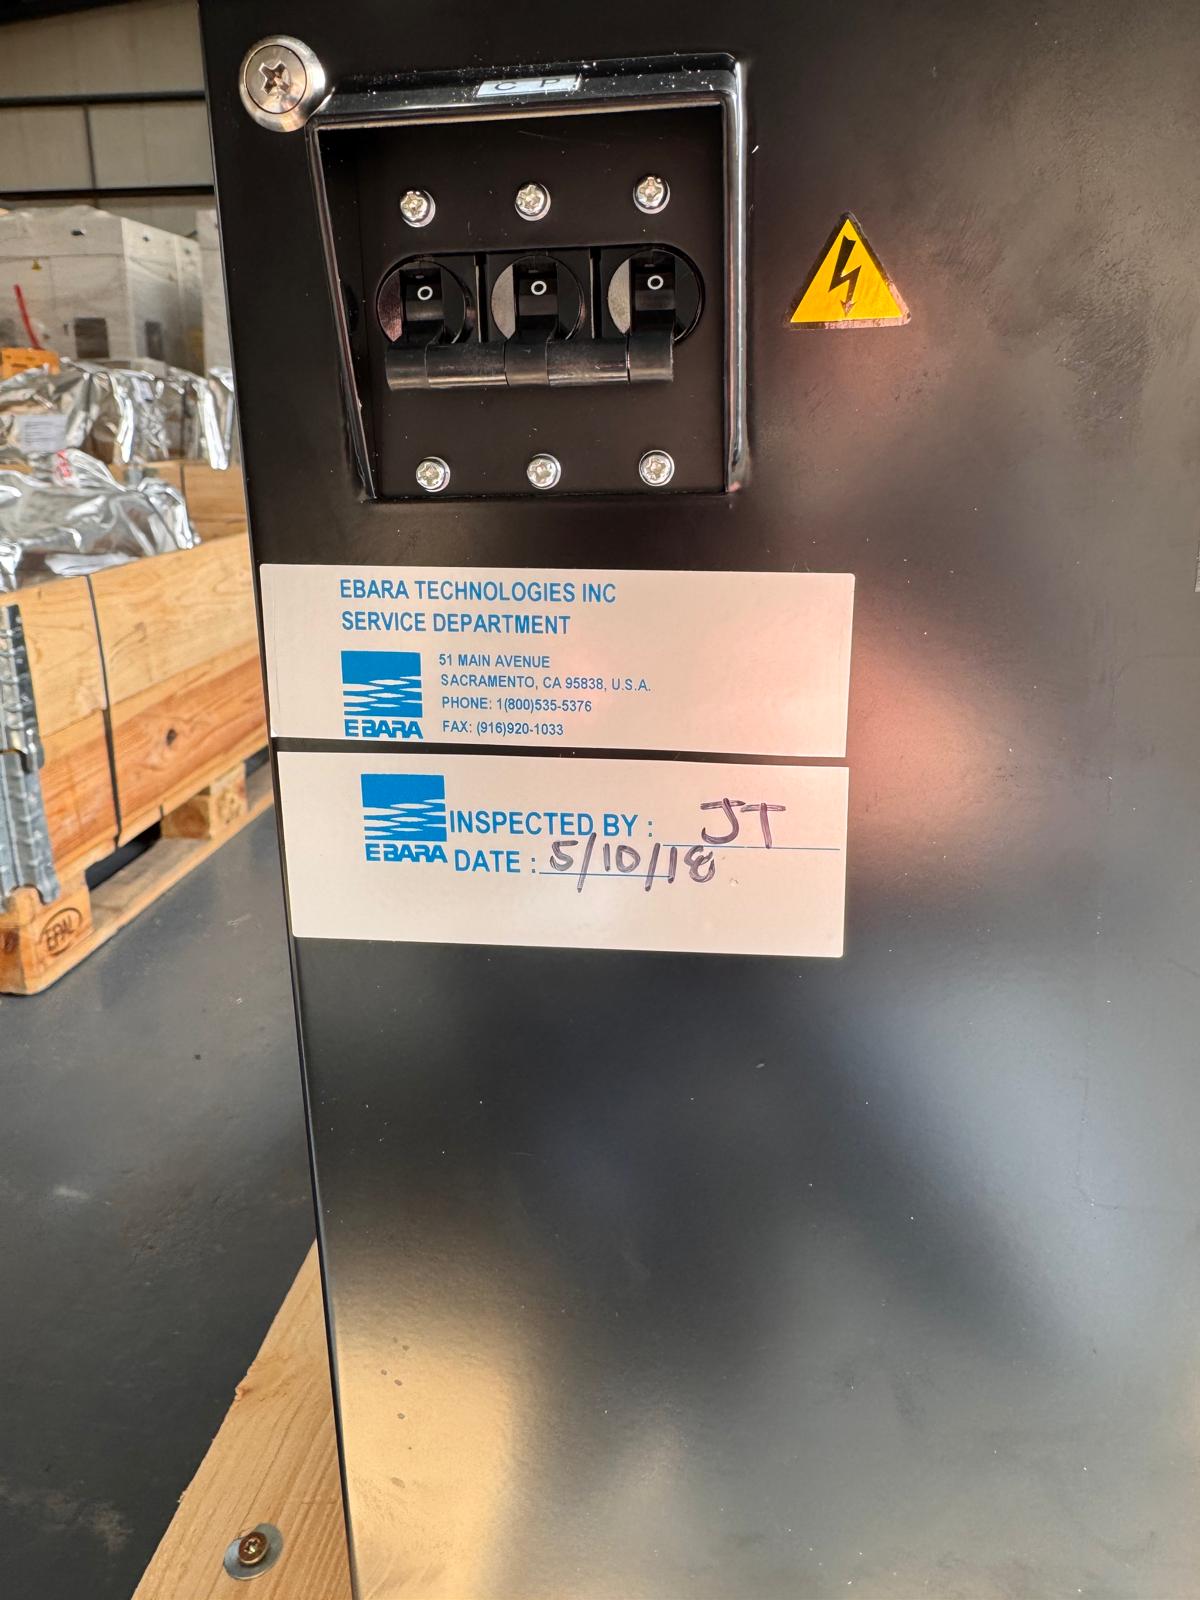 C P
O O O
EBARA TECHNOLOGIES INC
SERVICE DEPARTMENT
51 MAIN AVENUE
SACRAMENTO, CA 95838, U.S.A.
PHONE: 1(800)535-5376
FAX: (916)920-1033
EBARA
INSPECTED BY : JT
EBARA DATE : 5/10/18
EPAL